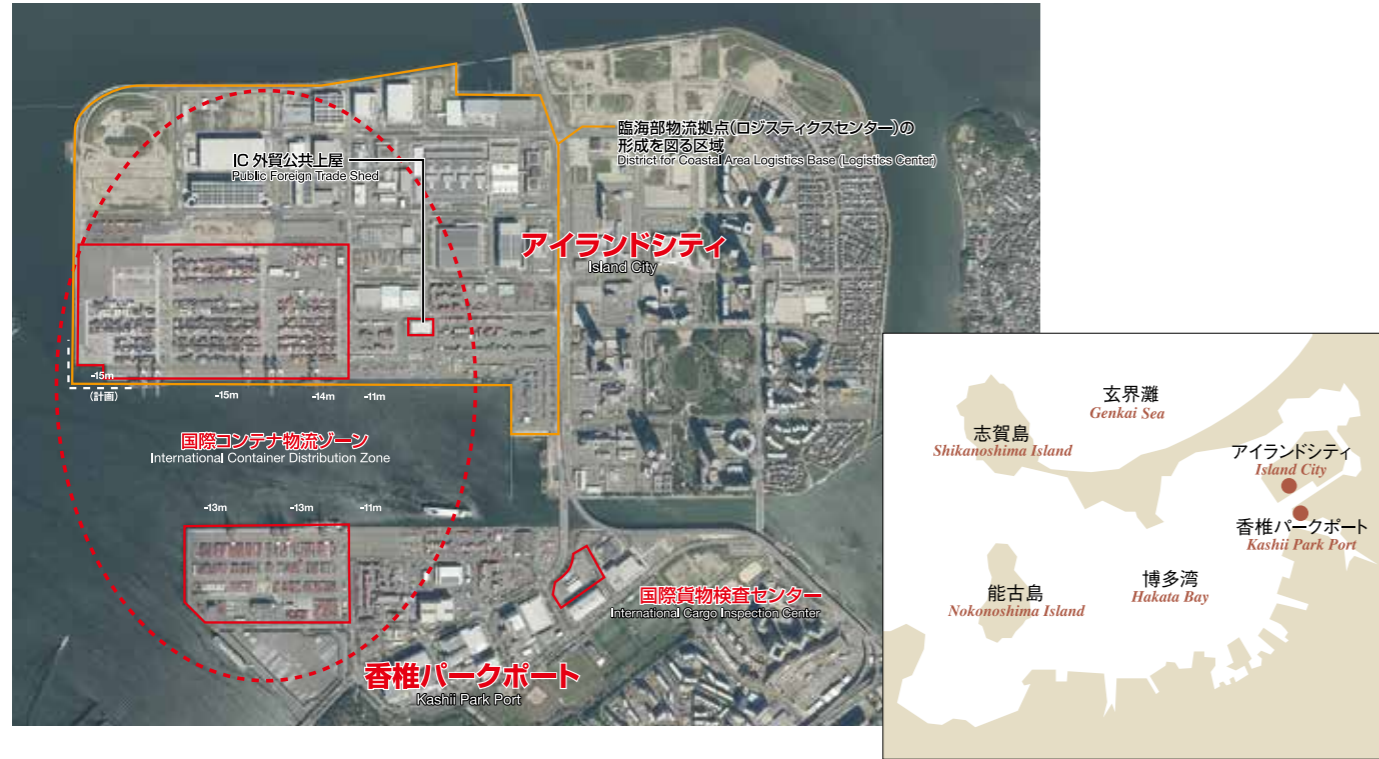 臨海部物流拠点(ロジスティクスセンター)の
形成を図る区域
District for Coastal Area Logistics Base (Logistics Center)
IC 外貿公共上屋
Public Foreign Trade Shed
アイランドシティ
Island City
-15m
(計画)
-15m
-14m
-11m
国際コンテナ物流ゾーン
International Container Distribution Zone
-13m
-13m
-11m
国際貨物検査センター
International Cargo Inspection Center
香椎パークポート
Kashii Park Port
玄界灘
Genkai Sea
志賀島
Shikanoshima Island
アイランドシティ
Island City
香椎パークポート
Kashii Park Port
能古島
Nokonoshima Island
博多湾
Hakata Bay